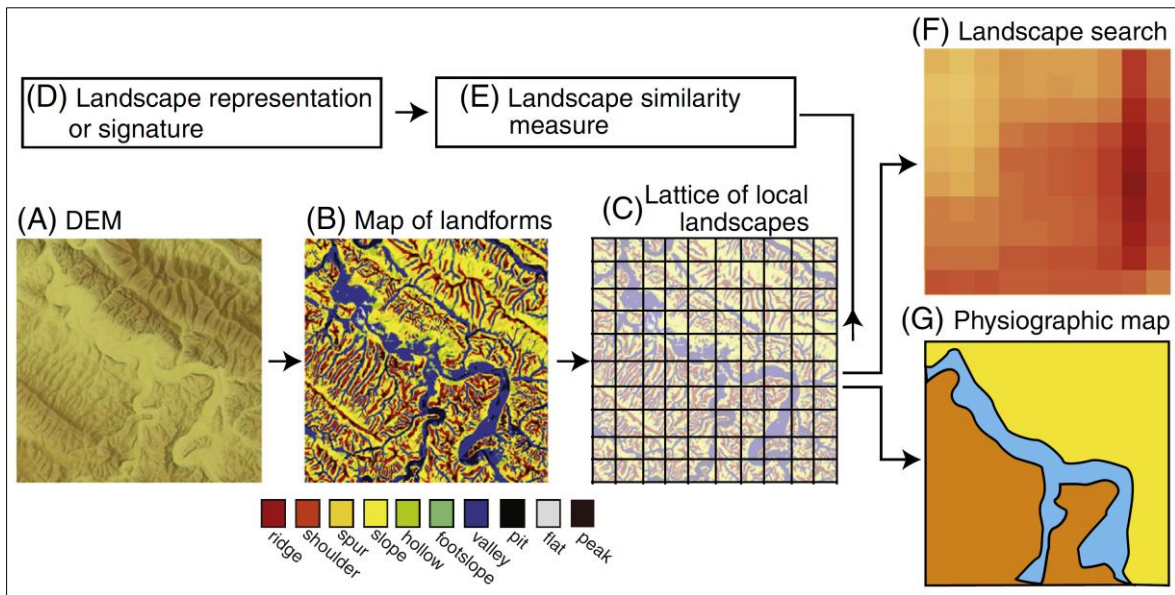 (F) Landscape search
(D) Landscape representation
or signature
(E) Landscape similarity
measure
(A) DEM
(B) Map of landforms
(C) Lattice of local
landscapes
(G) Physiographic map
ridge
shoulder
spur
slope
hollow
footslope
valley
pit
flat
peak